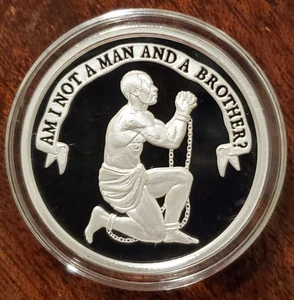 AM I NOT A MAN AND A BROTHER?